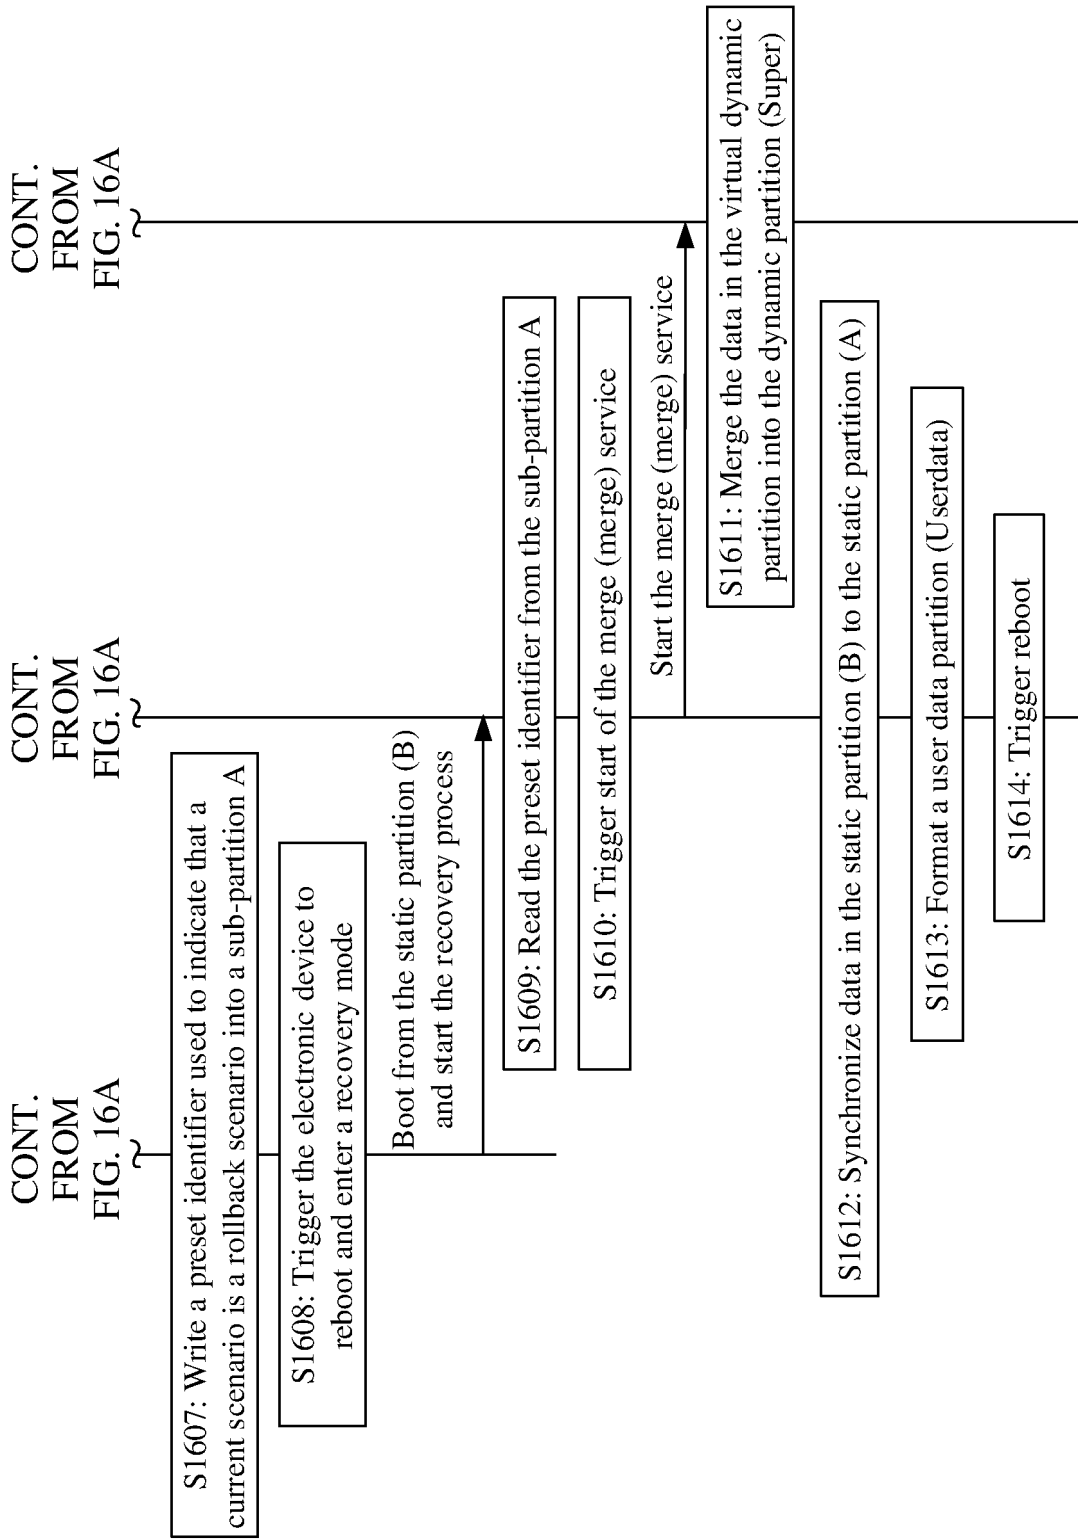 CONT.
FROM
FIG. 16A
CONT.
FROM
FIG. 16A
CONT.
FROM
FIG. 16A
S1607: Write a preset identifier used to indicate that a
current scenario is a rollback scenario into a sub-partition A
S1608: Trigger the electronic device to
reboot and enter a recovery mode
Boot from the static partition (B)
and start the recovery process
S1609: Read the preset identifier from the sub-partition A
S1610: Trigger start of the merge (merge) service
Start the merge (merge) service
S1611: Merge the data in the virtual dynamic
partition into the dynamic partition (Super)
S1612: Synchronize data in the static partition (B) to the static partition (A)
S1613: Format a user data partition (Userdata)
S1614: Trigger reboot